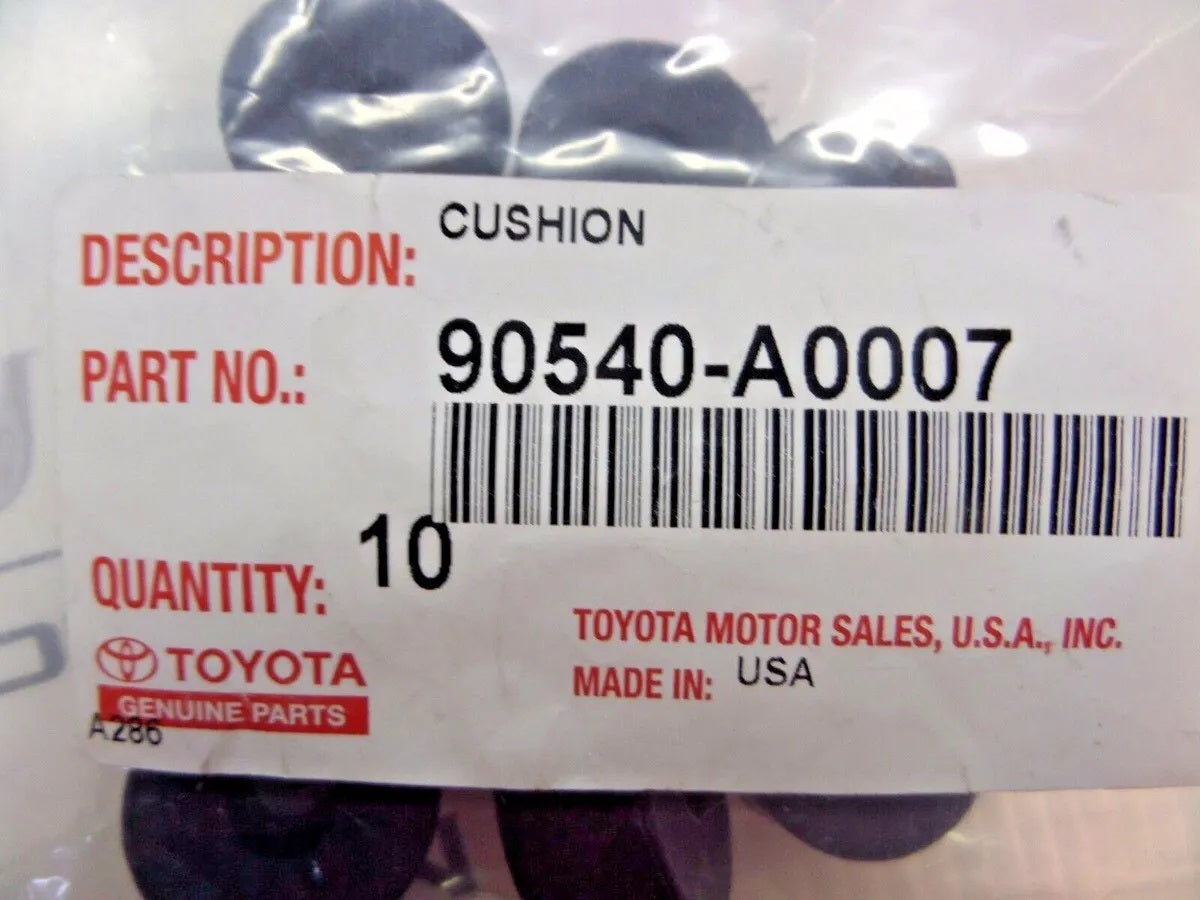 DESCRIPTION: CUSHION
PART NO.: 90540-A0007
QUANTITY: 10
TOYOTA MOTOR SALES, U.S.A., INC.
MADE IN: USA
TOYOTA
GENUINE PARTS
A286